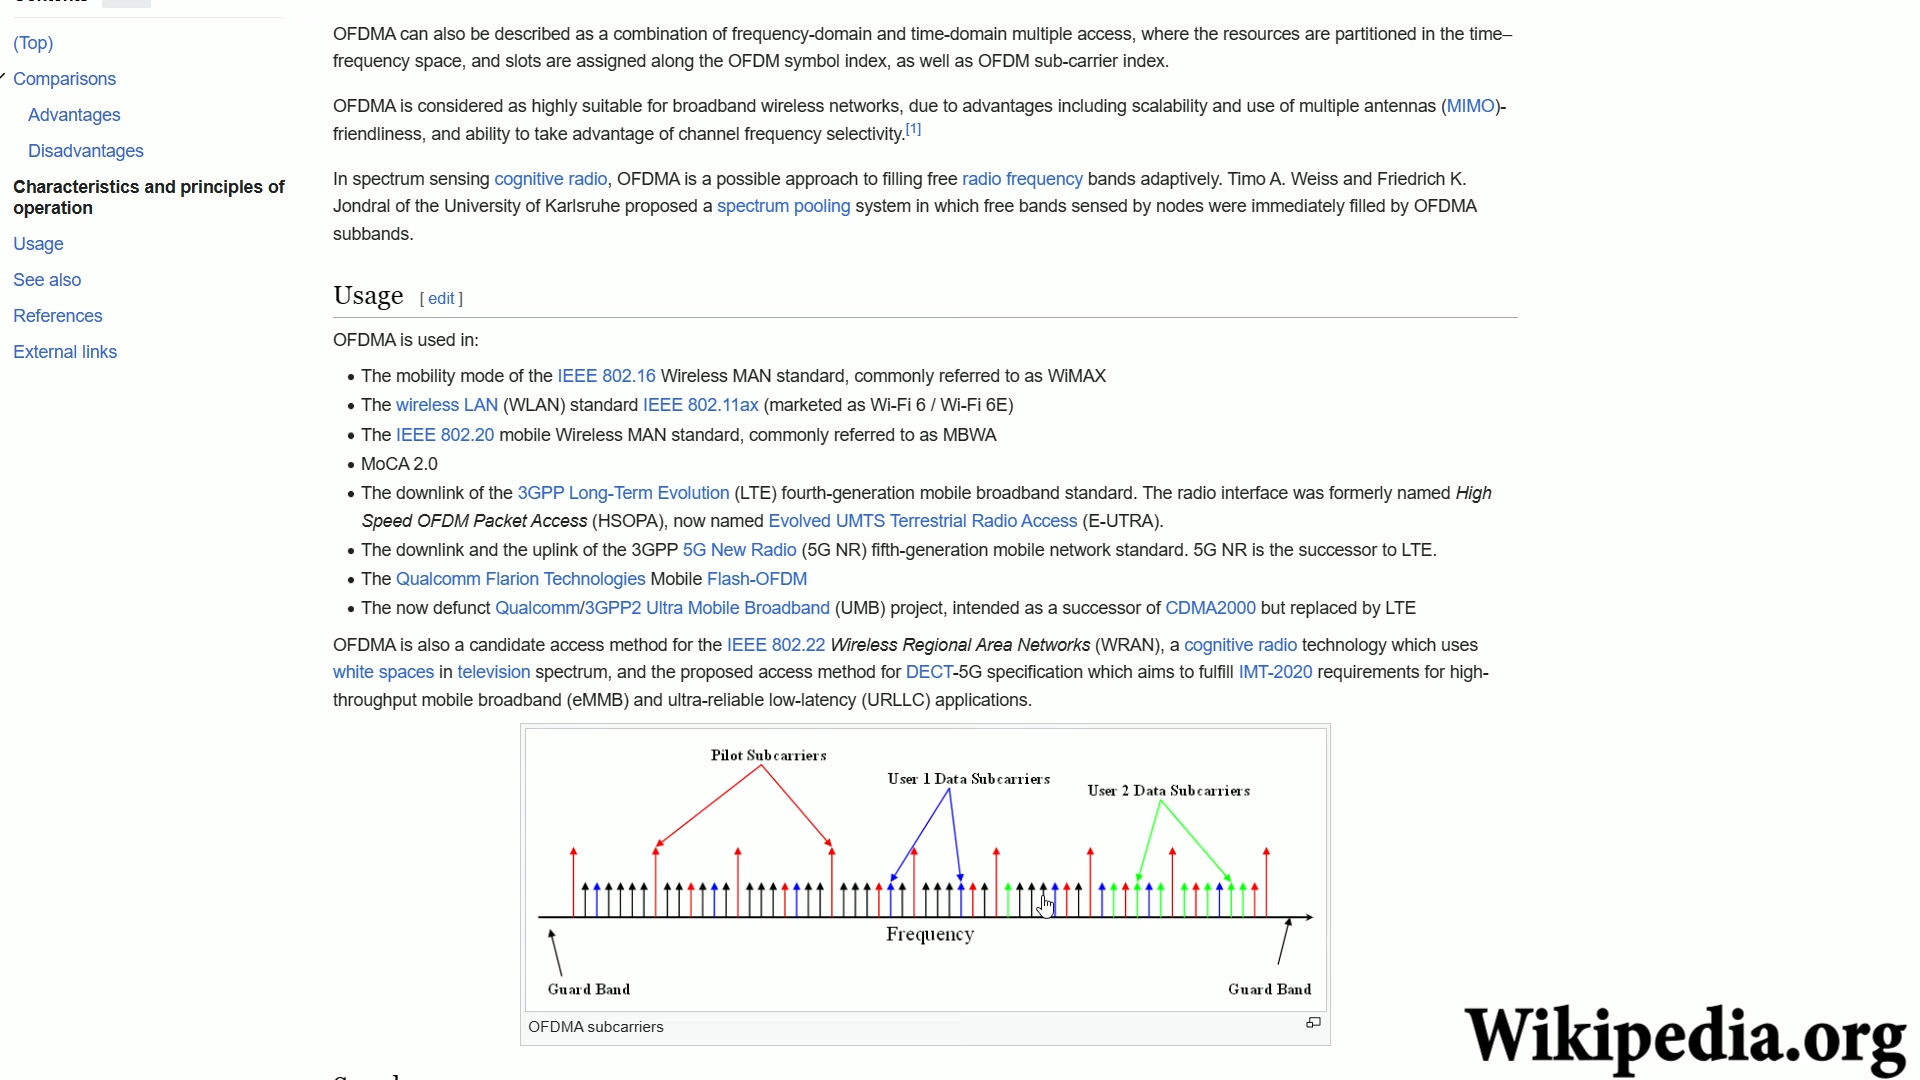 (Top)
Comparisons
Advantages
Disadvantages
Characteristics and principles of
operation
Usage
See also
References
External links
OFDMA can also be described as a combination of frequency-domain and time-domain multiple access, where the resources are partitioned in the time–
frequency space, and slots are assigned along the OFDM symbol index, as well as OFDM sub-carrier index.
OFDMA is considered as highly suitable for broadband wireless networks, due to advantages including scalability and use of multiple antennas (MIMO)-
friendliness, and ability to take advantage of channel frequency selectivity.[1]
In spectrum sensing cognitive radio, OFDMA is a possible approach to filling free radio frequency bands adaptively. Timo A. Weiss and Friedrich K.
Jondral of the University of Karlsruhe proposed a spectrum pooling system in which free bands sensed by nodes were immediately filled by OFDMA
subbands.
Usage [ edit ]
OFDMA is used in:
• The mobility mode of the IEEE 802.16 Wireless MAN standard, commonly referred to as WiMAX
• The wireless LAN (WLAN) standard IEEE 802.11ax (marketed as Wi-Fi 6 / Wi-Fi 6E)
• The IEEE 802.20 mobile Wireless MAN standard, commonly referred to as MBWA
• MoCA 2.0
• The downlink of the 3GPP Long-Term Evolution (LTE) fourth-generation mobile broadband standard. The radio interface was formerly named High
Speed OFDM Packet Access (HSOPA), now named Evolved UMTS Terrestrial Radio Access (E-UTRA).
• The downlink and the uplink of the 3GPP 5G New Radio (5G NR) fifth-generation mobile network standard. 5G NR is the successor to LTE.
• The Qualcomm Flarion Technologies Mobile Flash-OFDM
• The now defunct Qualcomm/3GPP2 Ultra Mobile Broadband (UMB) project, intended as a successor of CDMA2000 but replaced by LTE
OFDMA is also a candidate access method for the IEEE 802.22 Wireless Regional Area Networks (WRAN), a cognitive radio technology which uses
white spaces in television spectrum, and the proposed access method for DECT-5G specification which aims to fulfill IMT-2020 requirements for high-
throughput mobile broadband (eMMB) and ultra-reliable low-latency (URLLC) applications.
Pilot Subcarriers
User 1 Data Subcarriers
User 2 Data Subcarriers
Frequency
Guard Band
Guard Band
OFDMA subcarriers
Wikipedia.org